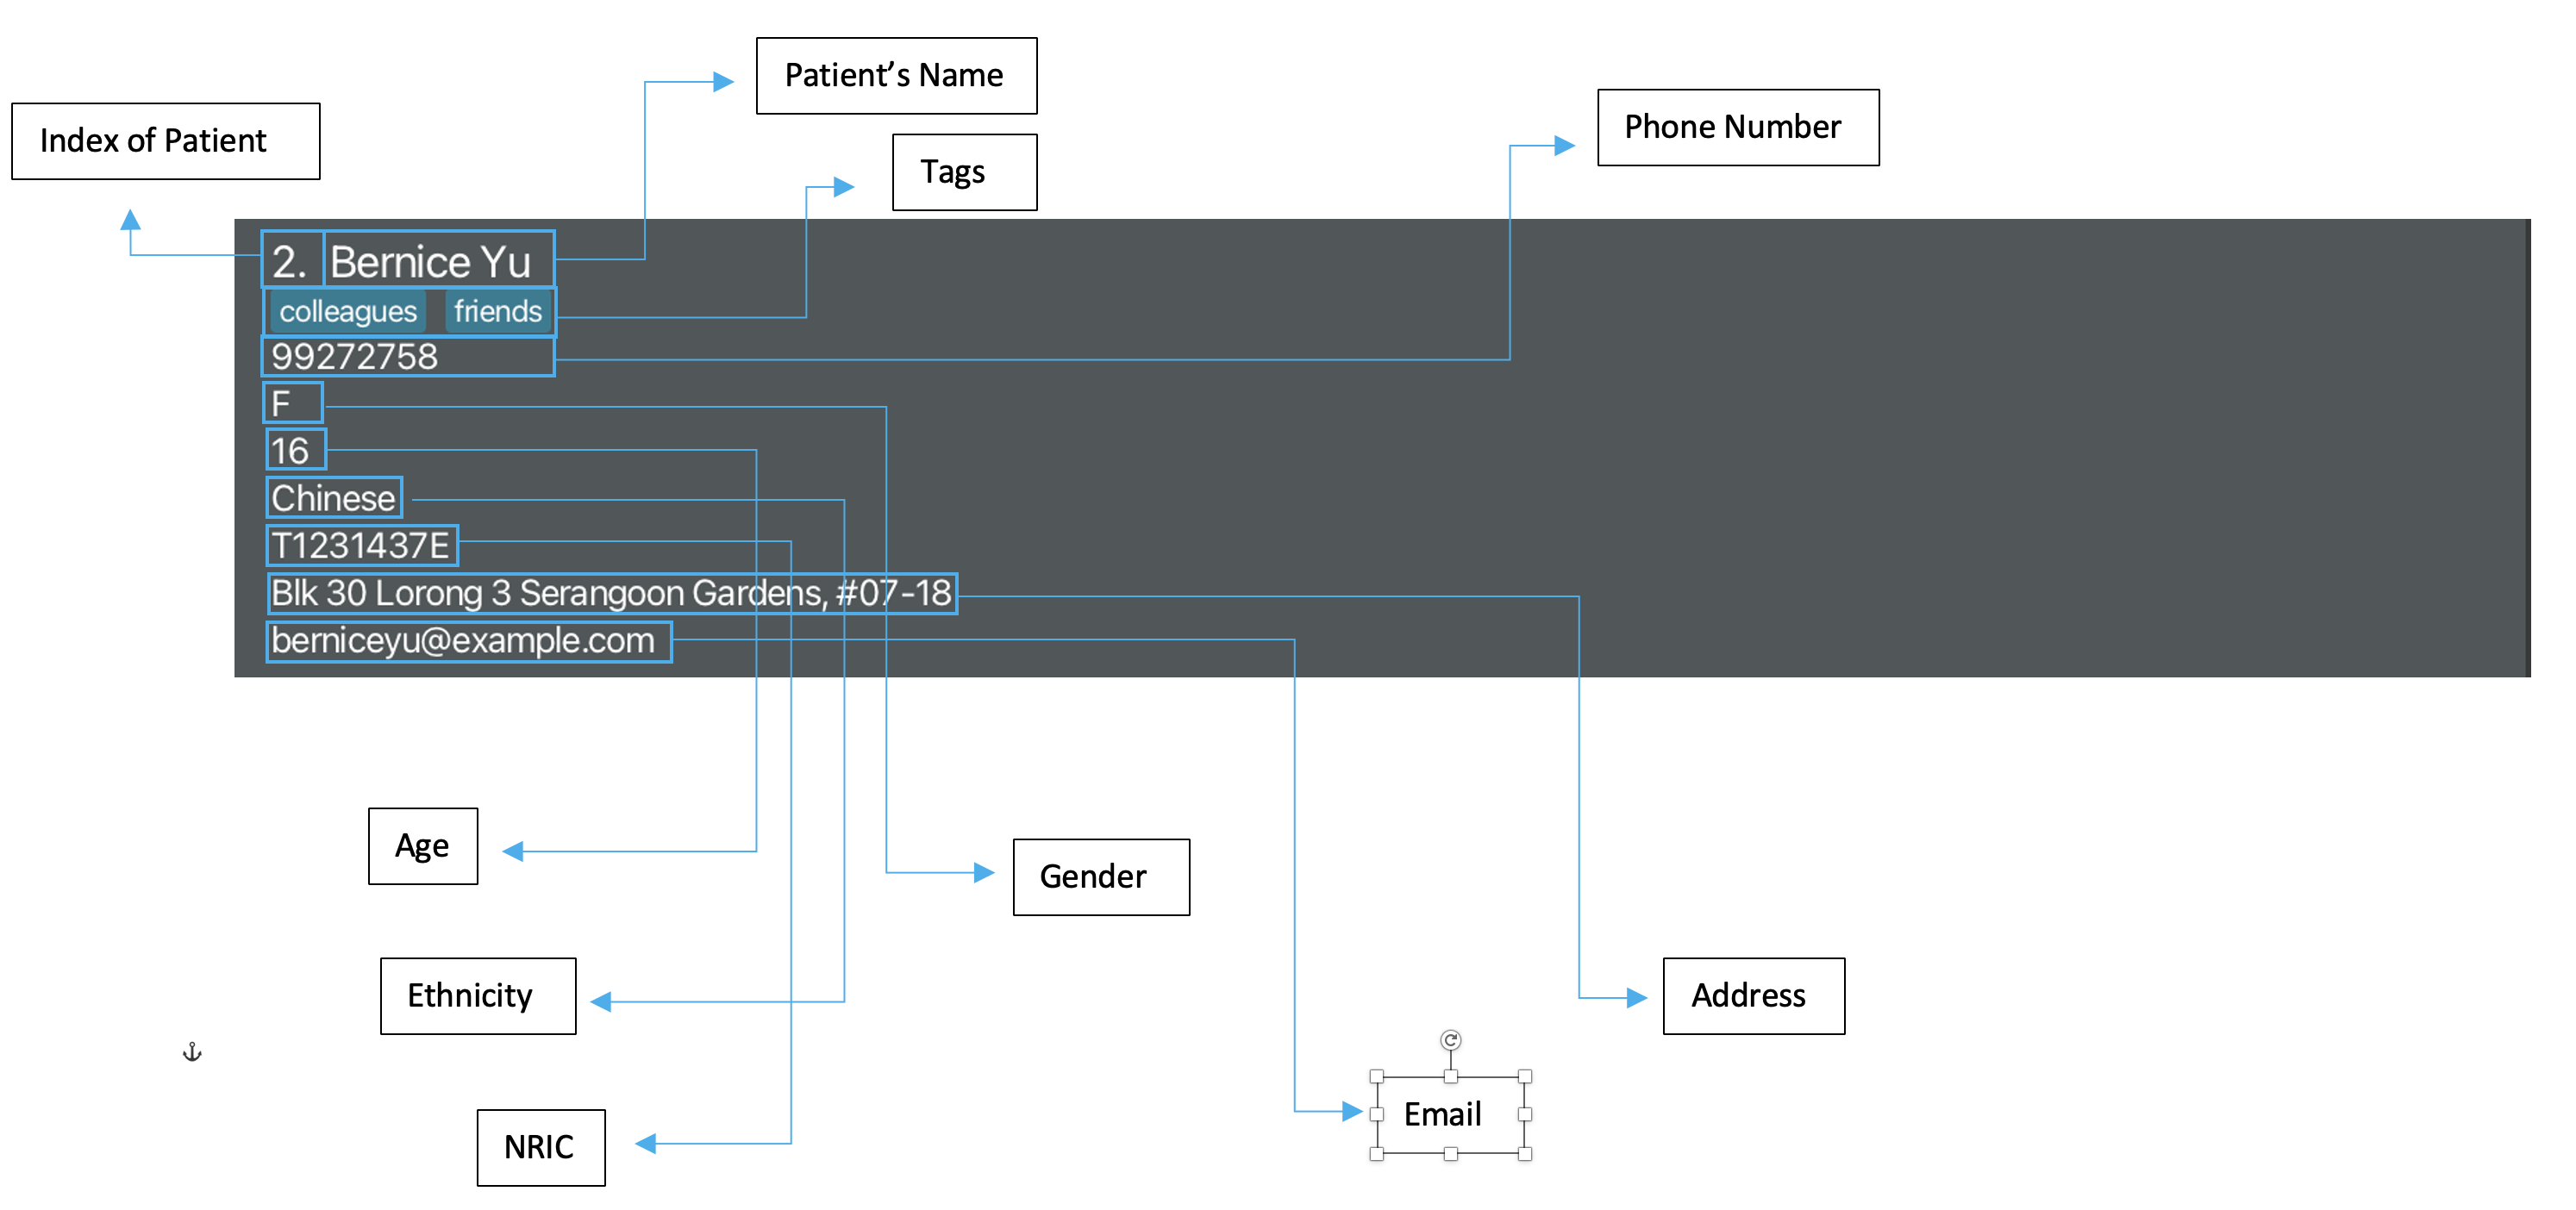 Patient’s Name
Phone Number
Index of Patient
Tags
2. Bernice Yu
colleagues friends
99272758
F
16
Chinese
T1231437E
Blk 30 Lorong 3 Serangoon Gardens, #07-18
berniceyu@example.com
Age
Gender
Ethnicity
Address
Email
NRIC